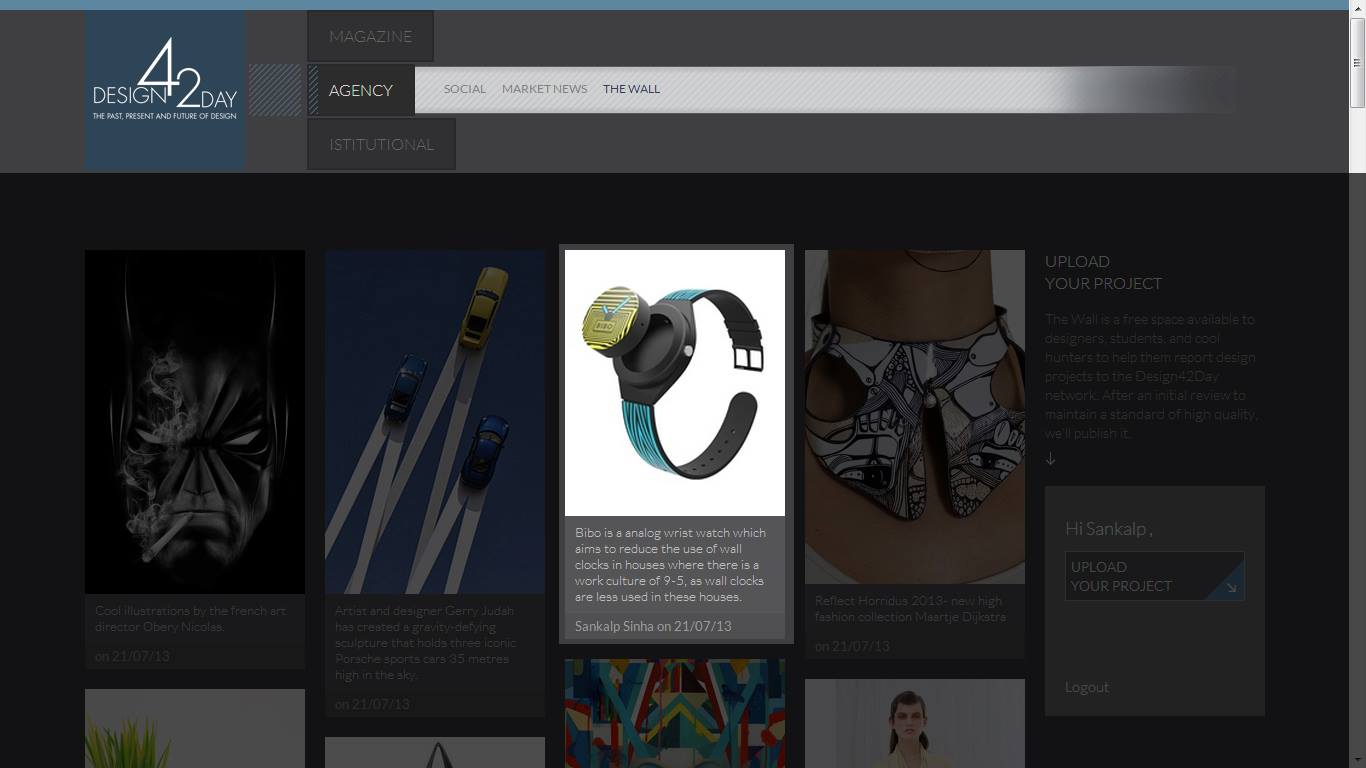 MAGAZINE
42
DESIGN DAY
THE PAST, PRESENT AND FUTURE OF DESIGN
AGENCY
SOCIAL MARKET NEWS THE WALL
ISTITUTIONAL
Cool illustrations by the french art
director Obery Nicolas.
on 21/07/13
Artist and designer Gerry Judah
has created a gravity-defying
sculpture that holds three iconic
Porsche sports cars 35 metres
high in the sky.
on 21/07/13
BIBO
Bibo is a analog wrist watch which
aims to reduce the use of wall
clocks in houses where there is a
work culture of 9-5, as wall clocks
are less used in these houses.
Sankalp Sinha on 21/07/13
Reflect Horridus 2013- new high
fashion collection Maartje Dijkstra
on 21/07/13
UPLOAD
YOUR PROJECT
The Wall is a free space available to
designers, students, and cool
hunters to help them report design
projects to the Design42Day
network. After an initial review to
maintain a standard of high quality,
we'll publish it.
Hi Sankalp ,
UPLOAD
YOUR PROJECT
Logout